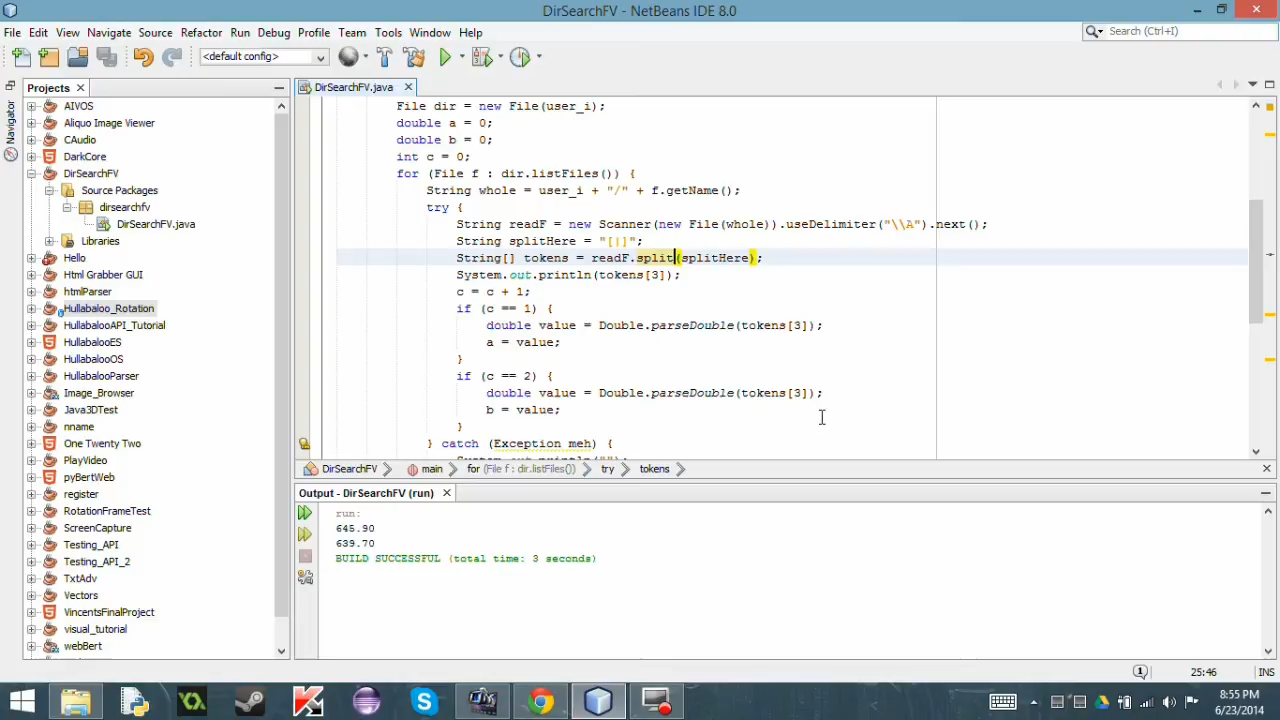 DirSearchFV - NetBeans IDE 8.0
File Edit View Navigate Source Refactor Run Debug Profile Team Tools Window Help
Search (Ctrl+I)
<default config>
Projects
DirSearchFV.java
Navigator
AIVOS
Aliquo Image Viewer
CAudio
DarkCore
DirSearchFV
Source Packages
dirsearchfv
DirSearchFV.java
Libraries
Hello
Html Grabber GUI
htmlParser
Hullabaloo_Rotation
HullabalooAPI_Tutorial
HullabalooES
HullabalooOS
HullabalooParser
Image_Browser
Java3DTest
nname
One Twenty Two
PlayVideo
pyBertWeb
register
RotationFrameTest
ScreenCapture
Testing_API
Testing_API_2
TxtAdv
Vectors
VincentsFinalProject
visual_tutorial
webBert
File dir = new File(user_i);
double a = 0;
double b = 0;
int c = 0;
for (File f : dir.listFiles()) {
String whole = user_i + "/" + f.getName();
try {
String readF = new Scanner(new File(whole)).useDelimiter("\\A").next();
String splitHere = "[|]";
String[] tokens = readF.split(splitHere);
System.out.println(tokens[3]);
c = c + 1;
if (c == 1) {
double value = Double.parseDouble(tokens[3]);
a = value;
}
if (c == 2) {
double value = Double.parseDouble(tokens[3]);
b = value;
}
} catch (Exception meh) {
System.out.println("");
DirSearchFV main for (File f : dir.listFiles()) try tokens
Output - DirSearchFV (run)
run:
645.90
639.70
BUILD SUCCESSFUL (total time: 3 seconds)
1
25:46
INS
8:55 PM
6/23/2014